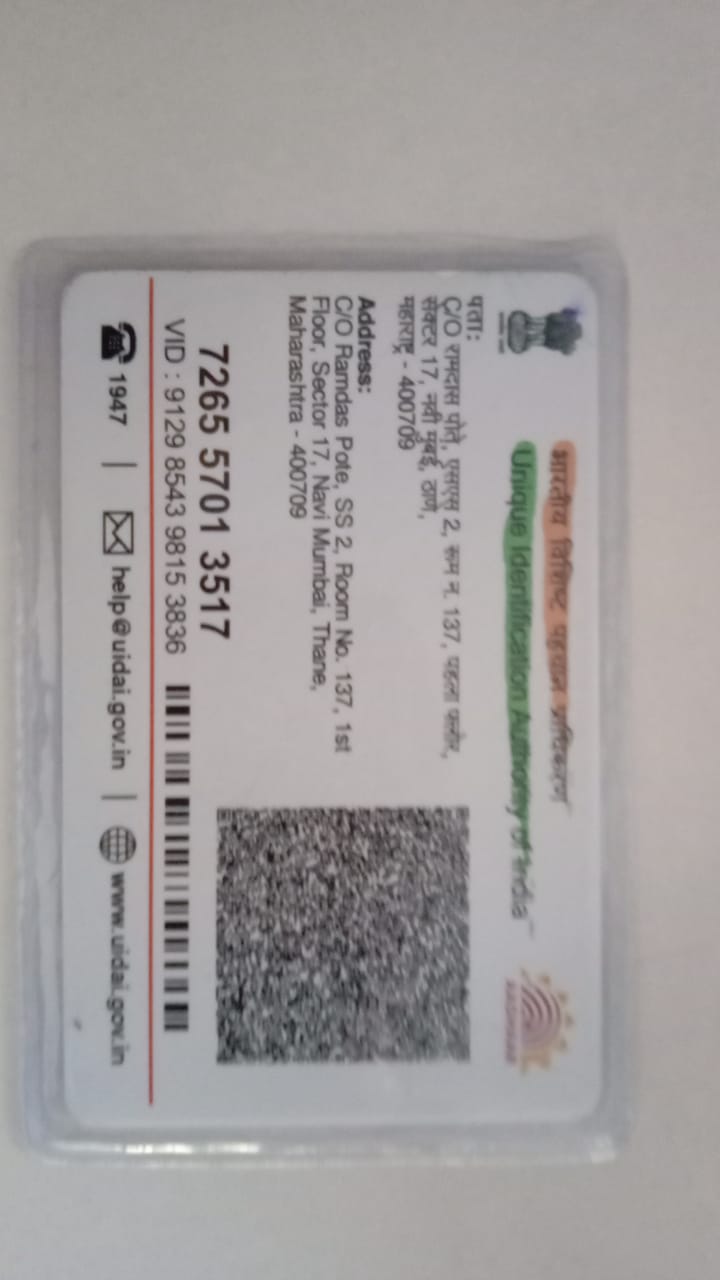 भारतीय विशिष्ट पहचान प्राधिकरण
Unique Identification Authority of India
पता:
C/O रामदास पोते, एसएस 2, रूम न. 137, पहला फ्लोर,
सेक्टर 17, नवी मुंबई, ठाणे,
महाराष्ट्र - 400709
Address:
C/O Ramdas Pote, SS 2, Room No. 137, 1st
Floor, Sector 17, Navi Mumbai, Thane,
Maharashtra - 400709
7265 5701 3517
VID : 9129 8543 9815 3836
1947 | help@uidai.gov.in | www.uidai.gov.in